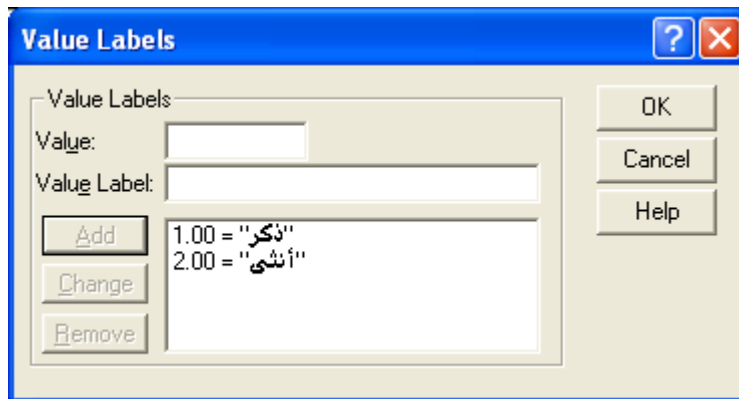 Value Labels
Value Labels
Value:
Value Label:
Add
Change
Remove
1.00 = "ذكر"
2.00 = "أنثى"
OK
Cancel
Help